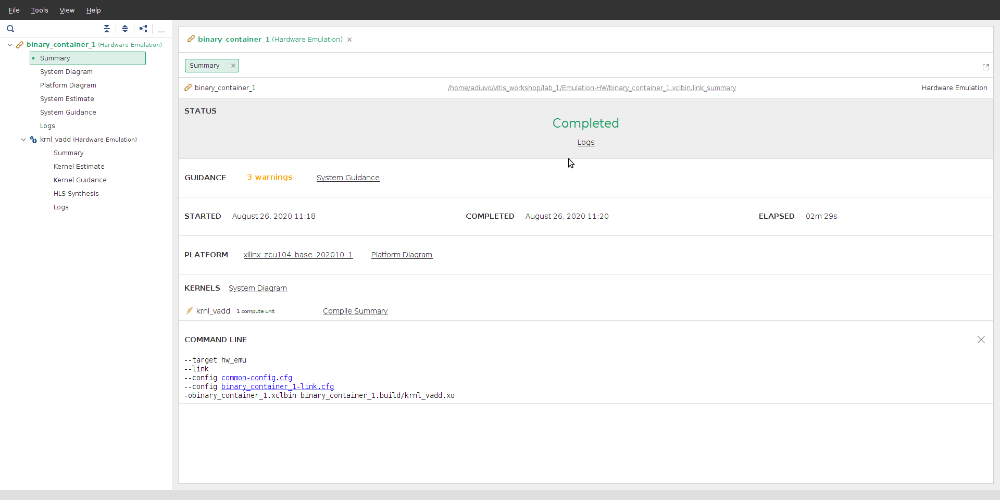 File Tools View Help
binary_container_1 (Hardware Emulation)
Summary
System Diagram
Platform Diagram
System Estimate
System Guidance
Logs
krnl_vadd (Hardware Emulation)
Summary
Kernel Estimate
Kernel Guidance
HLS Synthesis
Logs
binary_container_1 (Hardware Emulation)
Summary
binary_container_1 /home/adiuvo/vitis_workshop/lab_1/Emulation-HW/binary_container_1.xclbin.link_summary Hardware Emulation
STATUS
Completed
Logs
GUIDANCE 3 warnings System Guidance
STARTED August 26, 2020 11:18 COMPLETED August 26, 2020 11:20 ELAPSED 02m 29s
PLATFORM xilinx_zcu104_base_202010_1 Platform Diagram
KERNELS System Diagram
krnl_vadd 1 compute unit Compile Summary
COMMAND LINE
--target hw_emu
--link
--config common-config.cfg
--config binary_container_1-link.cfg
-obinary_container_1.xclbin binary_container_1.build/krnl_vadd.xo